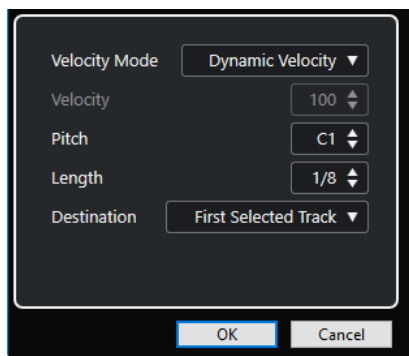 Velocity Mode Dynamic Velocity
Velocity 100
Pitch C1
Length 1/8
Destination First Selected Track
OK Cancel